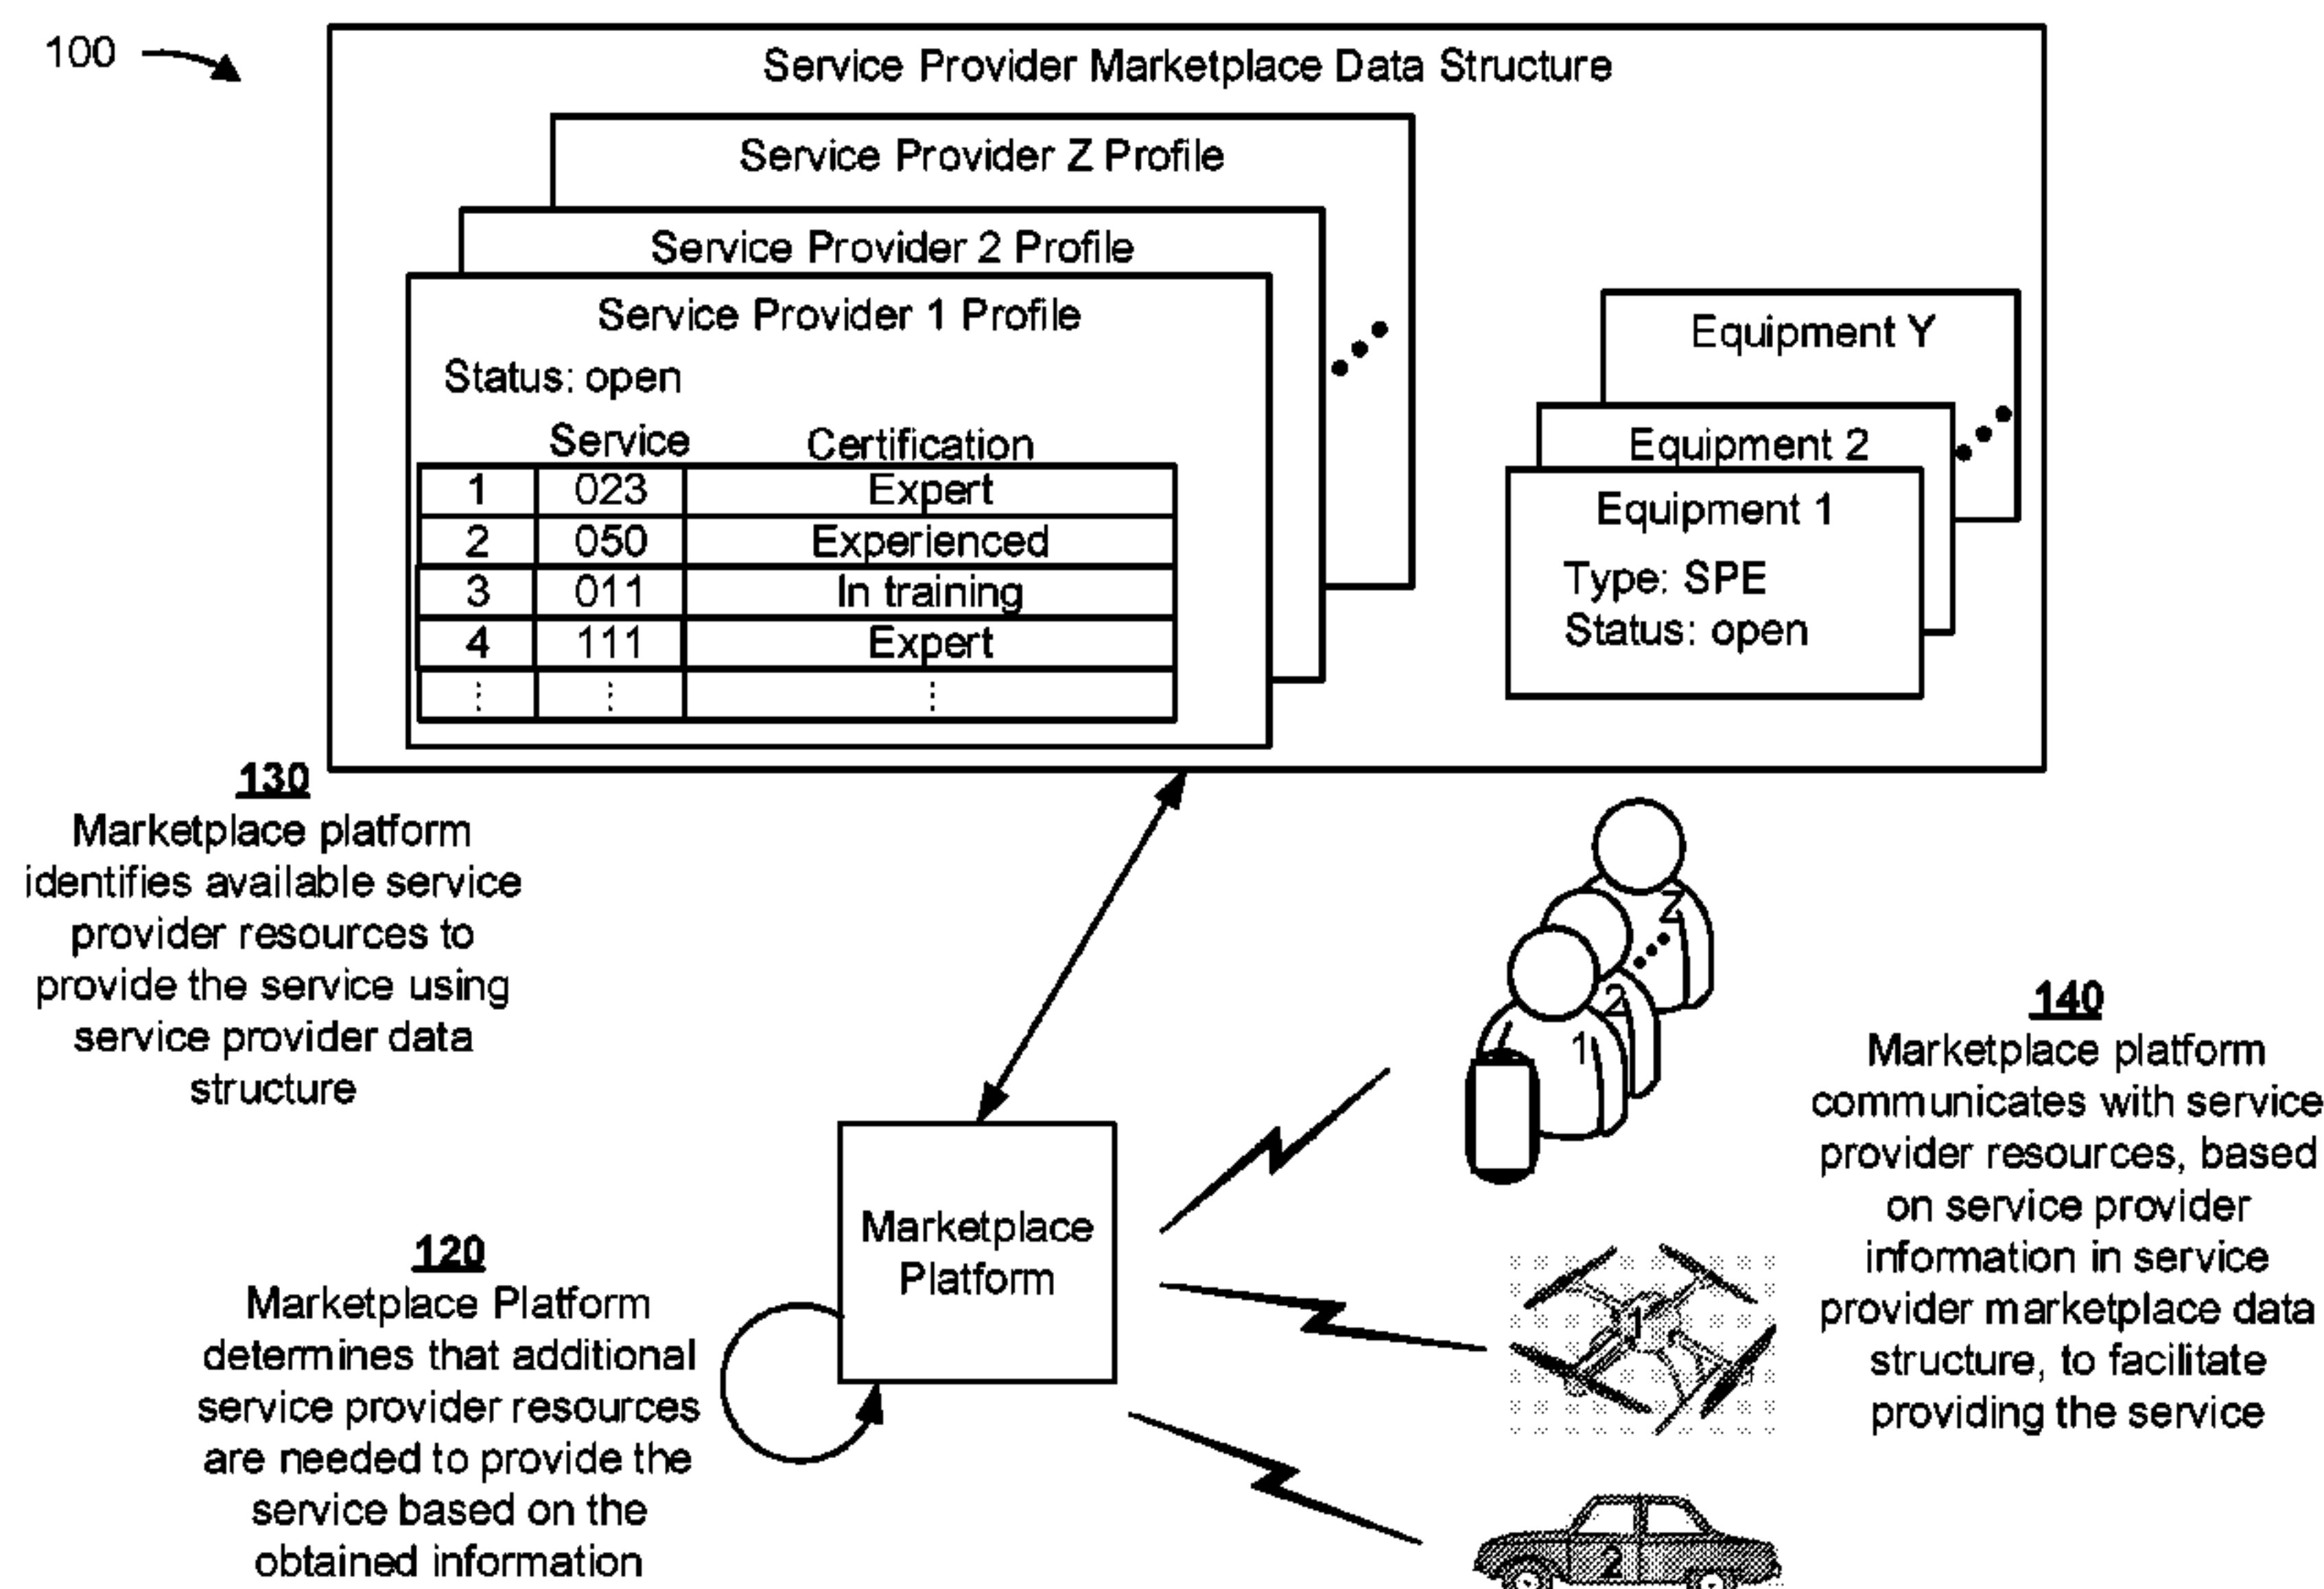 100
Service Provider Marketplace Data Structure
Service Provider Z Profile
Service Provider 2 Profile
Service Provider 1 Profile
Status: open
Service Certification
1 023 Expert
2 050 Experienced
3 011 In training
4 111 Expert
⋮ ⋮ ⋮
Equipment Y
Equipment 2
Equipment 1
Type: SPE
Status: open
130
Marketplace platform
identifies available service
provider resources to
provide the service using
service provider data
structure
120
Marketplace Platform
determines that additional
service provider resources
are needed to provide the
service based on the
obtained information
Marketplace
Platform
Z
2
1
1
2
140
Marketplace platform
communicates with service
provider resources, based
on service provider
information in service
provider marketplace data
structure, to facilitate
providing the service